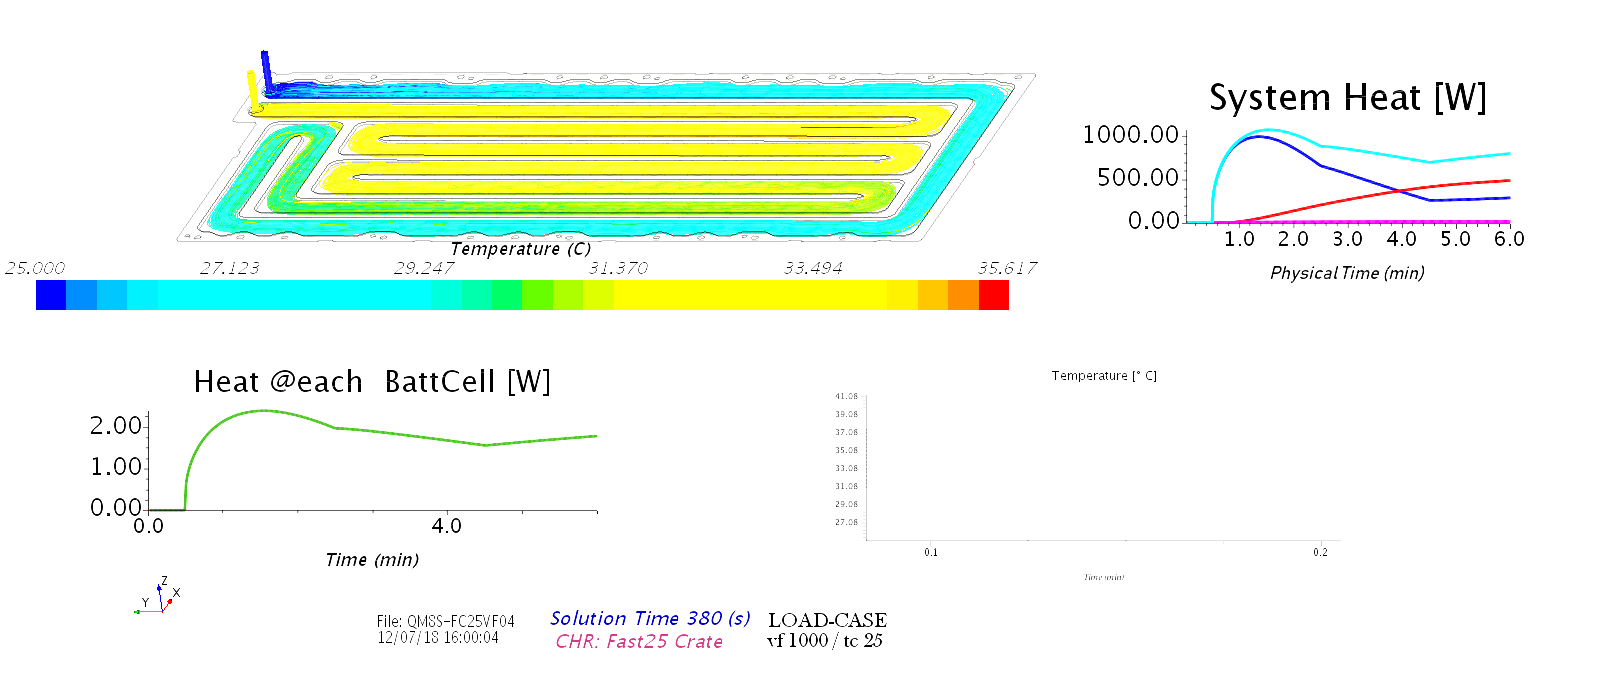 System Heat [W]
1000.00
500.00
0.00
1.0 2.0 3.0 4.0 5.0 6.0
Physical Time (min)
Temperature (C)
25.000 27.123 29.247 31.370 33.494 35.617
Heat @each BattCell [W]
2.00
1.00
0.00
0.0 4.0
Time (min)
Temperature [° C]
41.08
39.08
37.08
35.08
33.08
31.08
29.08
27.08
0.1 0.2
Time (min)
Z
X
Y
File: QM8S-FC25VF04
12/07/18 16:00:04
Solution Time 380 (s)
CHR: Fast25 Crate
LOAD-CASE
vf 1000 / tc 25